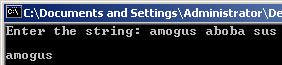 C:\Documents and Settings\Administrator\De
Enter the string: amogus aboba sus
amogus